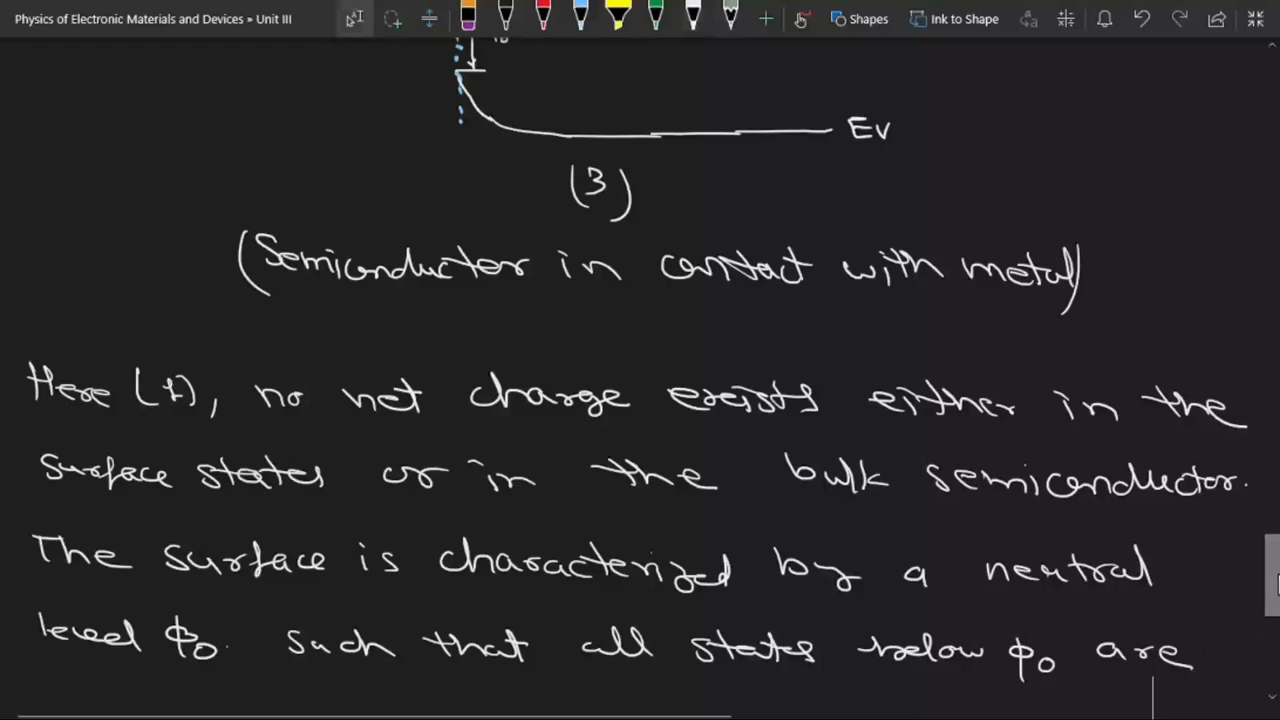 Physics of Electronic Materials and Devices » Unit III
Shapes
Ink to Shape
Ev
(3)
(Semiconductor in contact with metal)
Here (1), no net charge exists either in the
surface states or in the bulk semiconductor.
The surface is characterized by a neutral
level ϕ0. such that all states below ϕ0 are